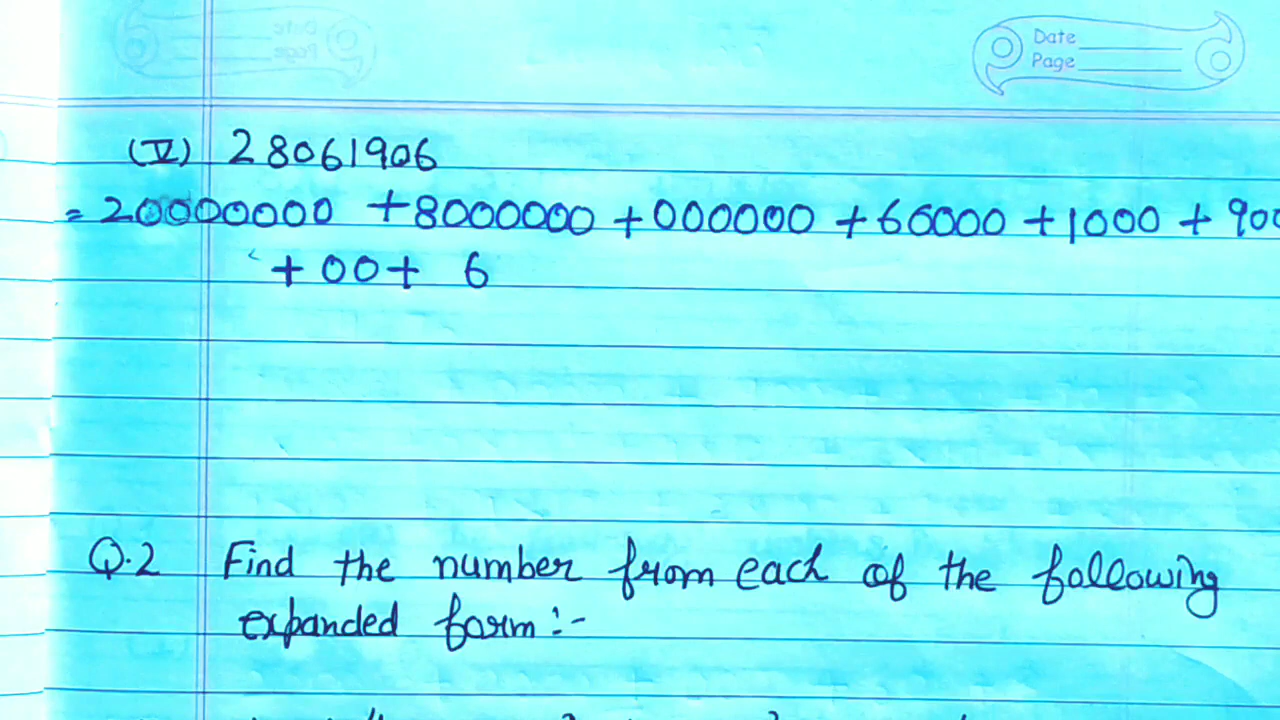 Date
Page
(V) 28061906
= 20000000 + 8000000 + 000000 + 60000 + 1000 + 900
+ 00 + 6
Q.2 Find the number from each of the following
expanded form :-